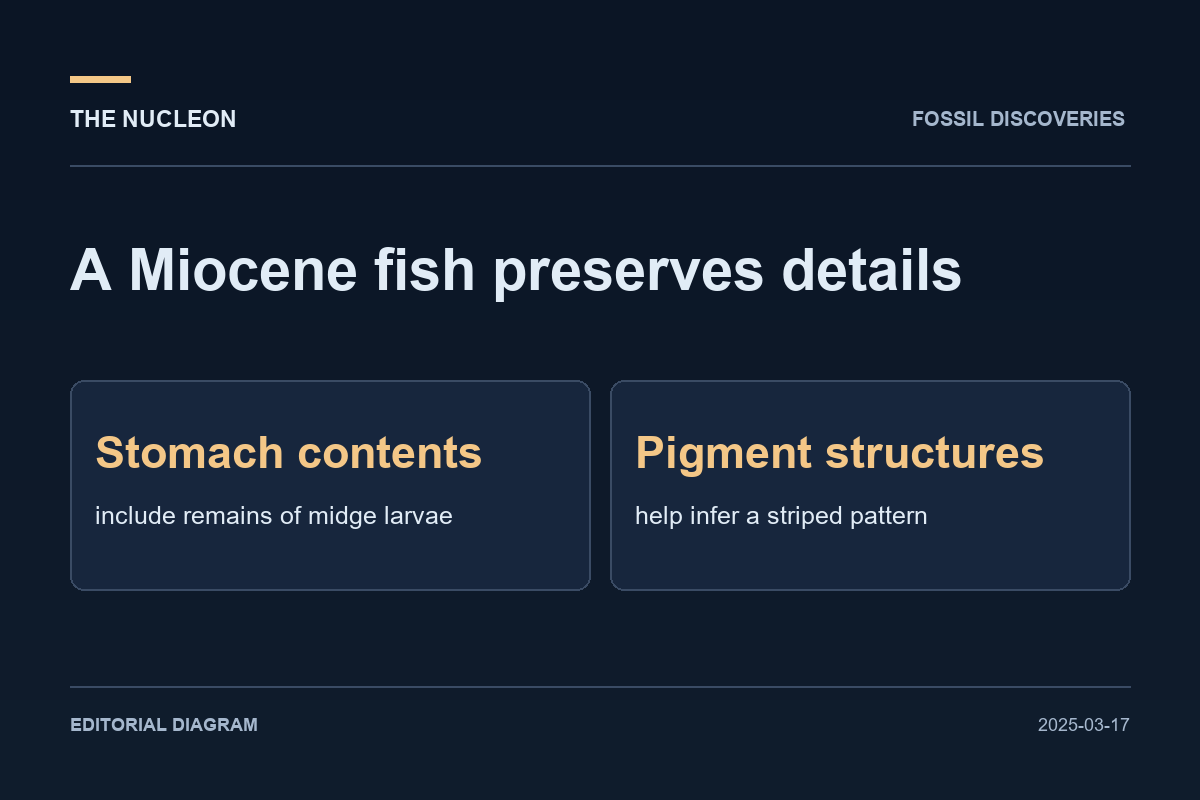 THE NUCLEON
FOSSIL DISCOVERIES
A Miocene fish preserves details
Stomach contents
include remains of midge larvae
Pigment structures
help infer a striped pattern
EDITORIAL DIAGRAM
2025-03-17